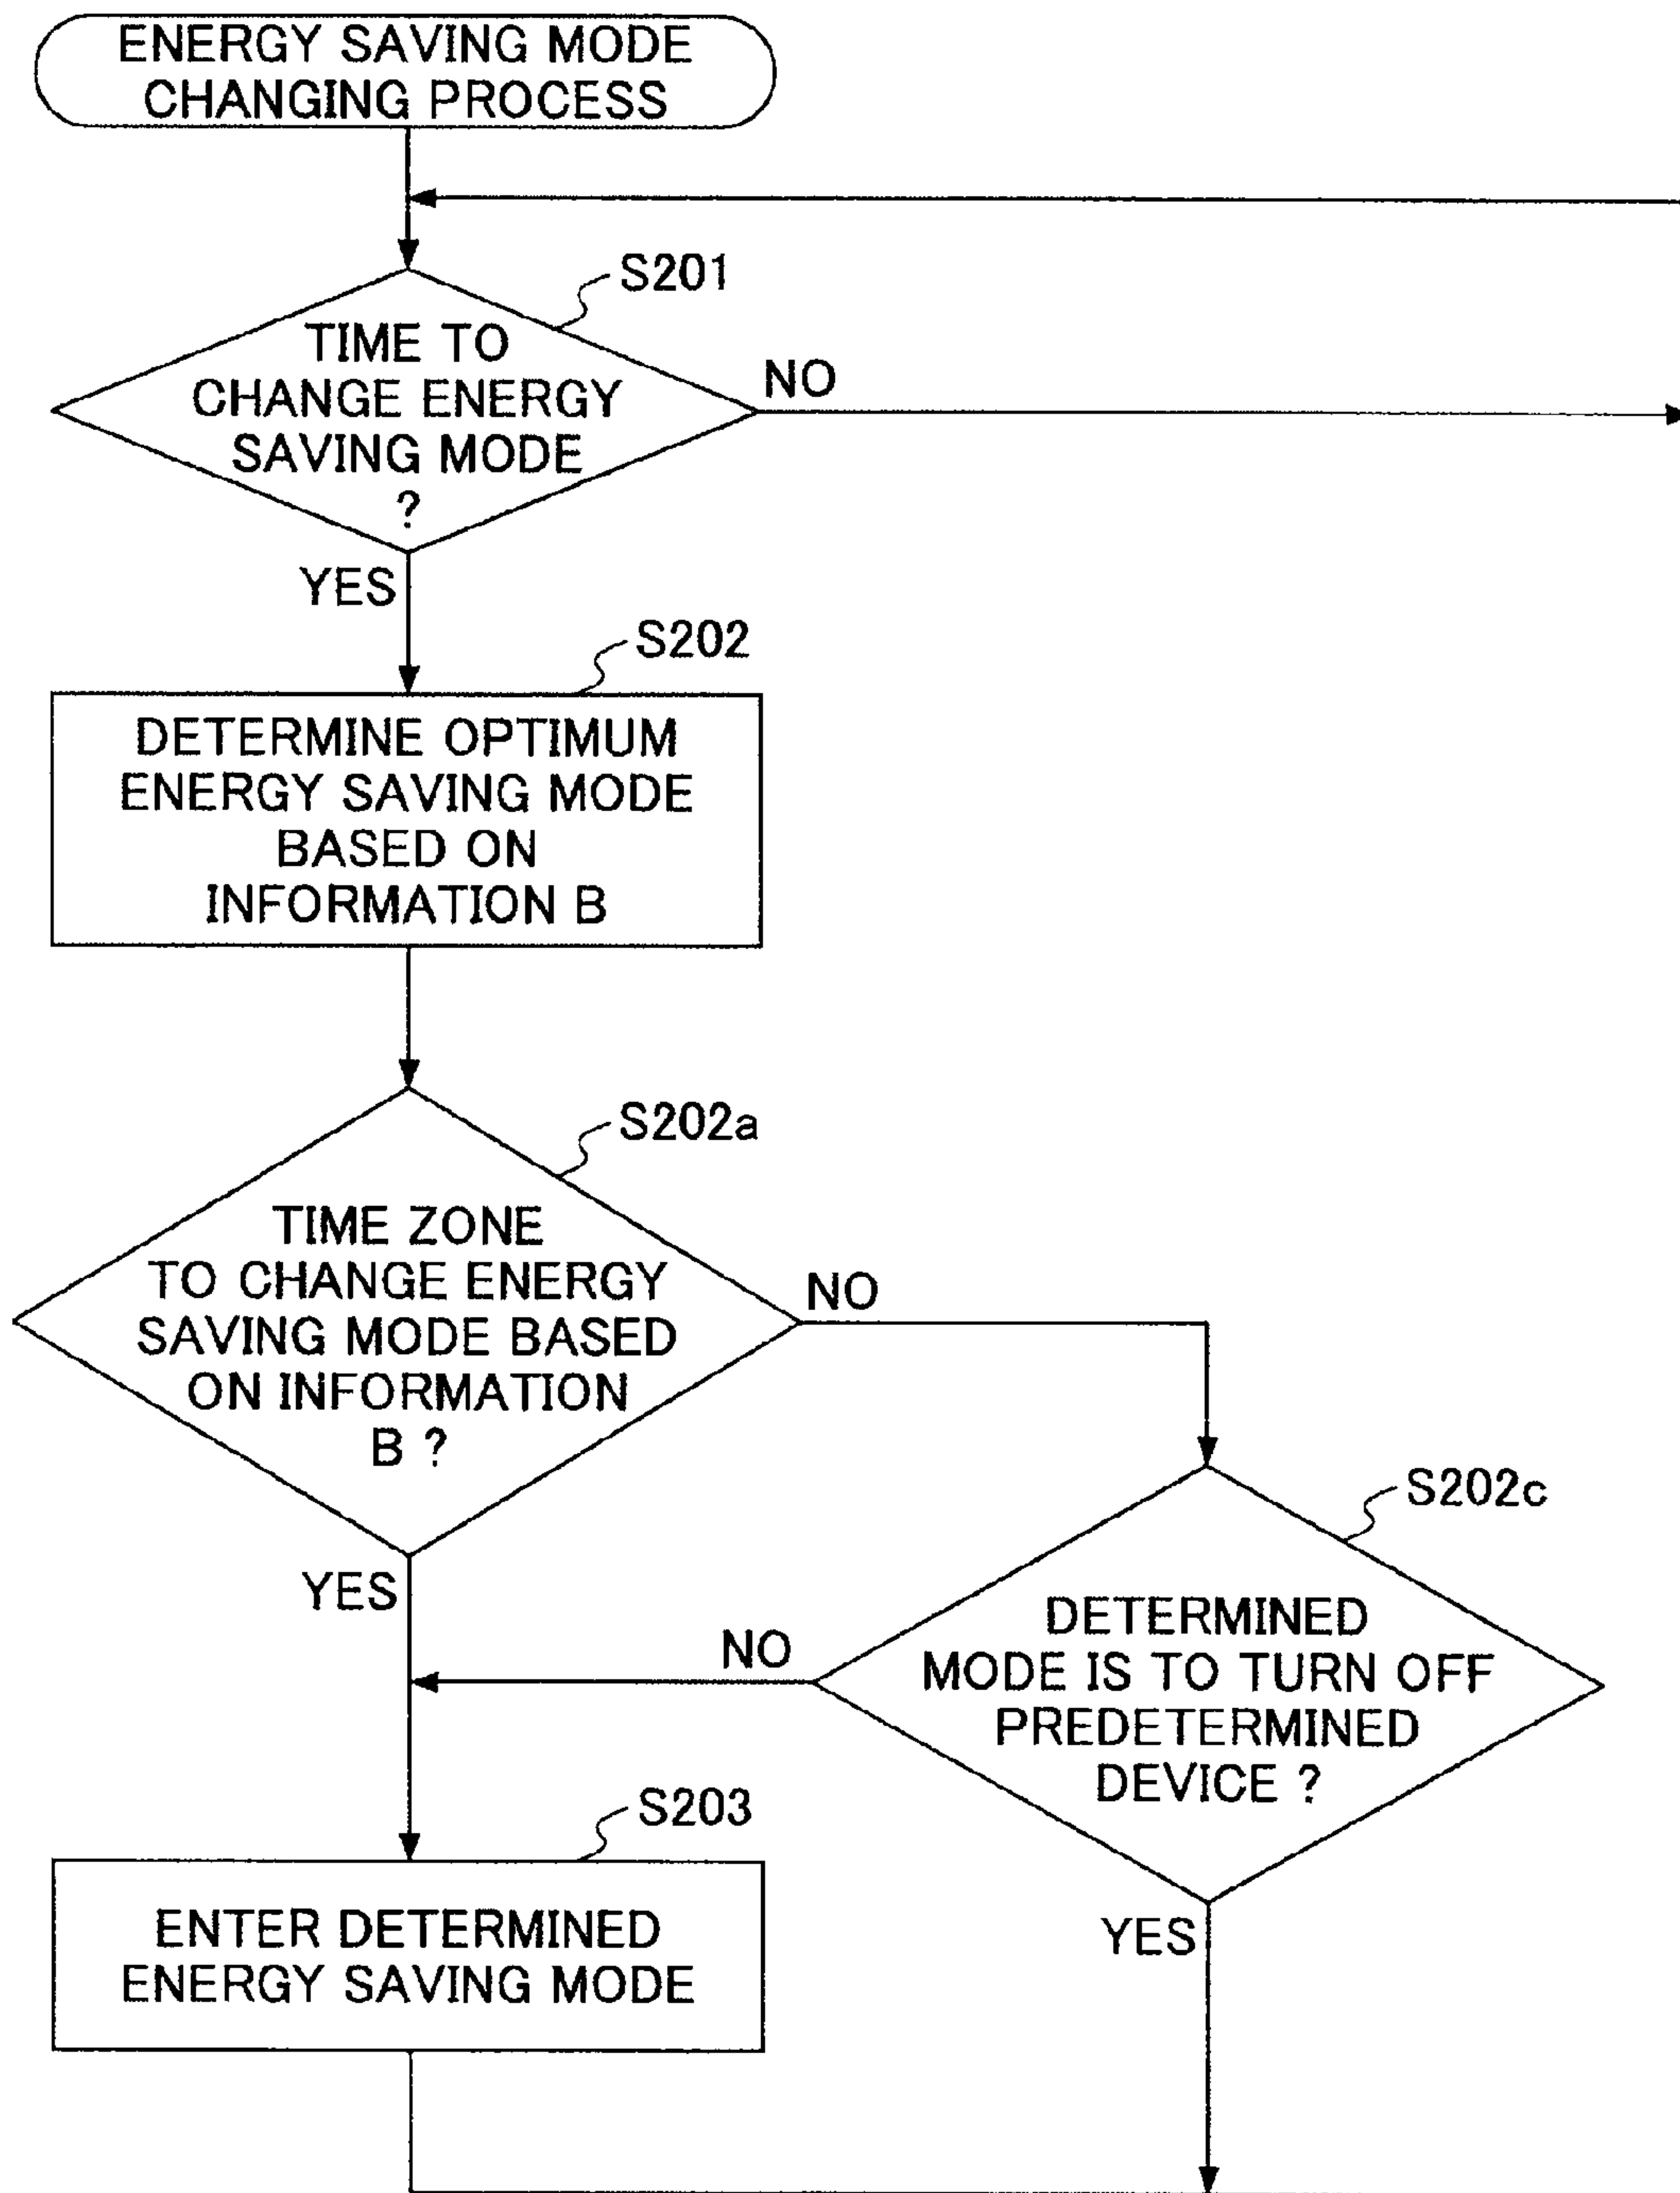 ENERGY SAVING MODE
CHANGING PROCESS
S201
TIME TO
CHANGE ENERGY
SAVING MODE
?
NO
YES
S202
DETERMINE OPTIMUM
ENERGY SAVING MODE
BASED ON
INFORMATION B
S202a
TIME ZONE
TO CHANGE ENERGY
SAVING MODE BASED
ON INFORMATION
B ?
NO
YES
S202c
DETERMINED
MODE IS TO TURN OFF
PREDETERMINED
DEVICE ?
NO
YES
S203
ENTER DETERMINED
ENERGY SAVING MODE